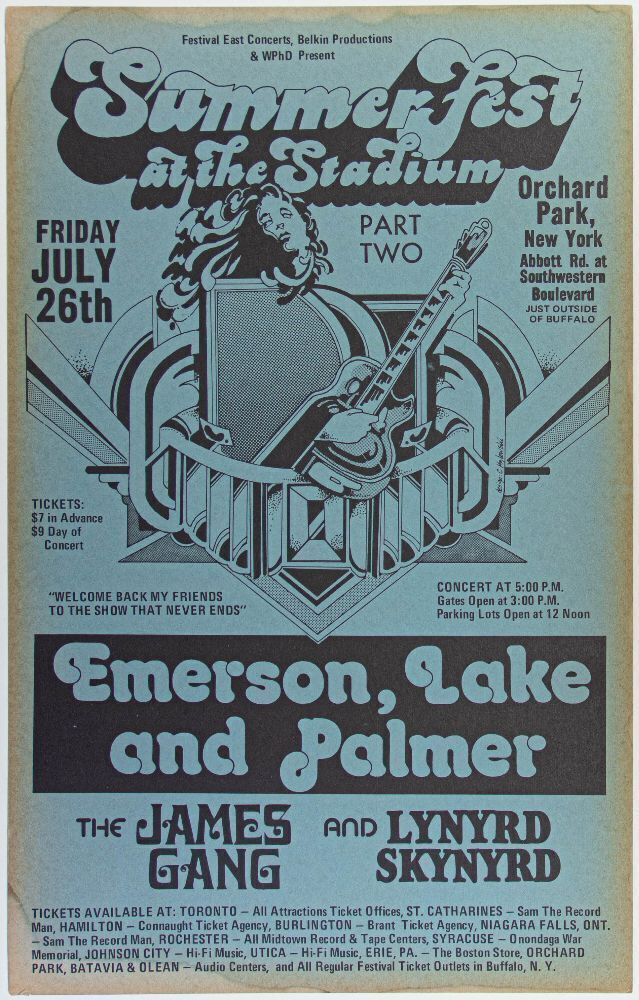 Festival East Concerts, Belkin Productions
& WPhD Present
Summerfest
at the Stadium
PART
TWO
FRIDAY
JULY
26th
Orchard
Park,
New York
Abbott Rd. at
Southwestern
Boulevard
JUST OUTSIDE
OF BUFFALO
TICKETS:
$7 in Advance
$9 Day of
Concert
"WELCOME BACK MY FRIENDS
TO THE SHOW THAT NEVER ENDS"
CONCERT AT 5:00 P.M.
Gates Open at 3:00 P.M.
Parking Lots Open at 12 Noon
Emerson, Lake
and Palmer
THE JAMES
GANG
AND LYNYRD
SKYNYRD
TICKETS AVAILABLE AT: TORONTO – All Attractions Ticket Offices, ST. CATHARINES – Sam The Record
Man, HAMILTON – Connaught Ticket Agency, BURLINGTON – Brant Ticket Agency, NIAGARA FALLS, ONT.
– Sam The Record Man, ROCHESTER – All Midtown Record & Tape Centers, SYRACUSE – Onondaga War
Memorial, JOHNSON CITY – Hi-Fi Music, UTICA – Hi-Fi Music, ERIE, PA. – The Boston Store, ORCHARD
PARK, BATAVIA & OLEAN – Audio Centers, and All Regular Festival Ticket Outlets in Buffalo, N. Y.